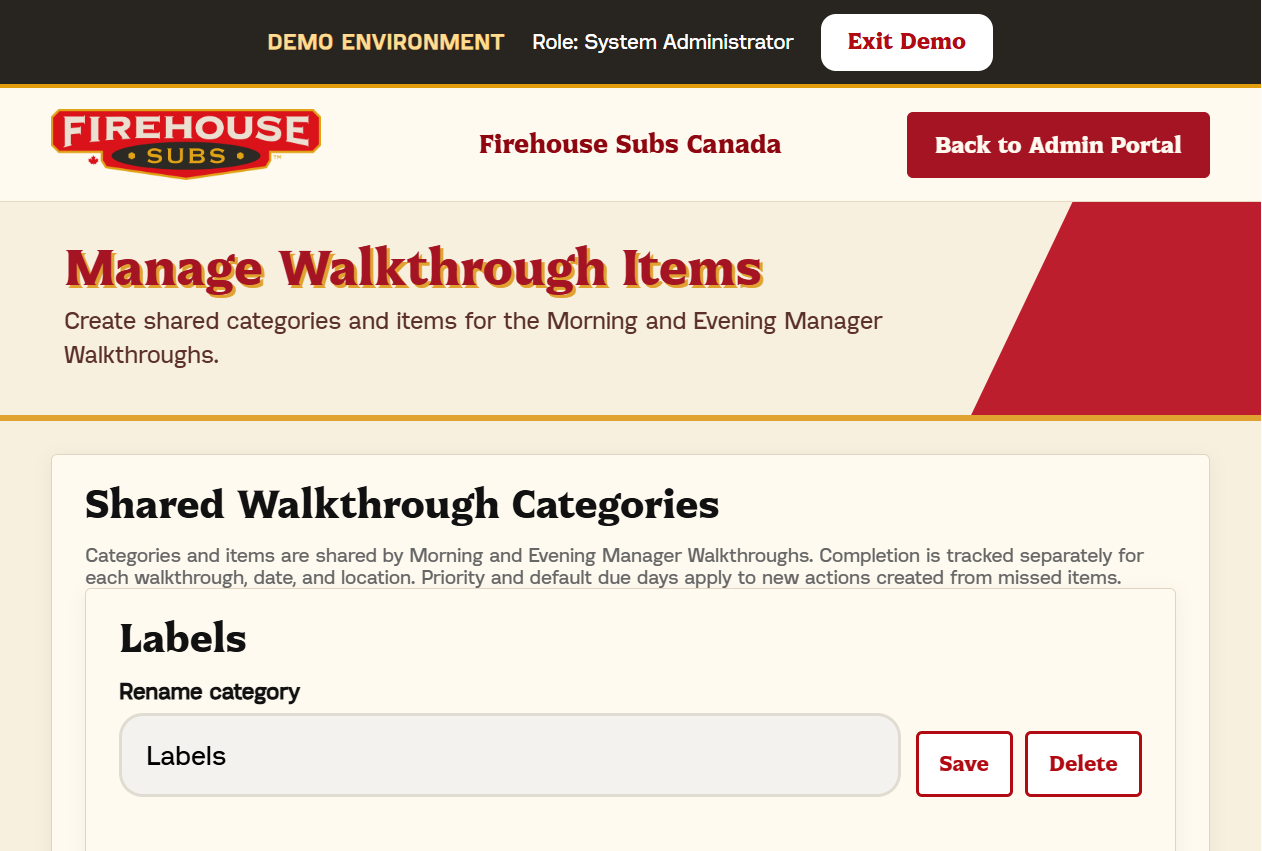 DEMO ENVIRONMENT Role: System Administrator Exit Demo
FIREHOUSE
SUBS™
Firehouse Subs Canada
Back to Admin Portal
Manage Walkthrough Items
Create shared categories and items for the Morning and Evening Manager
Walkthroughs.
Shared Walkthrough Categories
Categories and items are shared by Morning and Evening Manager Walkthroughs. Completion is tracked separately for
each walkthrough, date, and location. Priority and default due days apply to new actions created from missed items.
Labels
Rename category
Labels
Save Delete